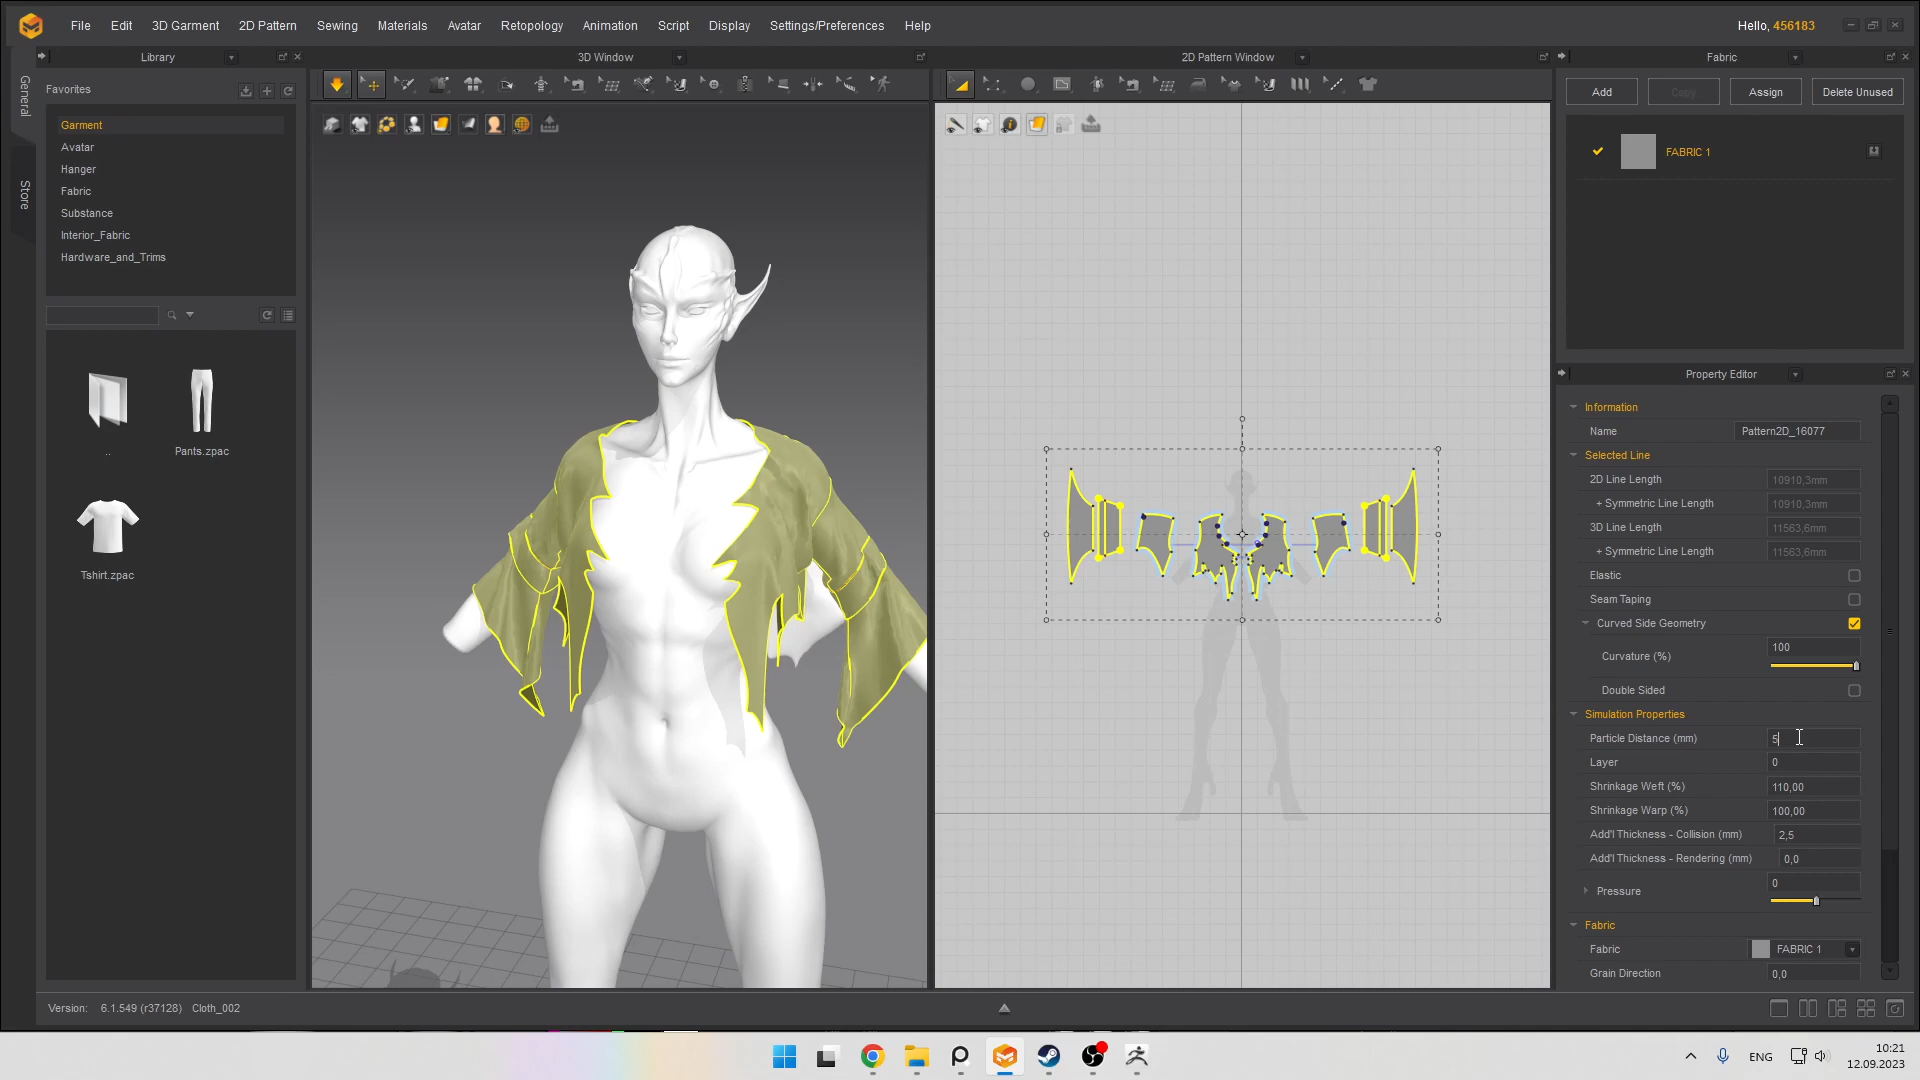 File Edit 3D Garment 2D Pattern Sewing Materials Avatar Retopology Animation Script Display Settings/Preferences Help Hello, 456183
Library 3D Window 2D Pattern Window Fabric
General
Store
Favorites
Garment
Avatar
Hanger
Fabric
Substance
Interior_Fabric
Hardware_and_Trims
..
Pants.zpac
Tshirt.zpac
Add Copy Assign Delete Unused
FABRIC 1
Property Editor
Information
Name Pattern2D_16077
Selected Line
2D Line Length 10910,3mm
+ Symmetric Line Length 10910,3mm
3D Line Length 11563,6mm
+ Symmetric Line Length 11563,6mm
Elastic
Seam Taping
Curved Side Geometry
Curvature (%) 100
Double Sided
Simulation Properties
Particle Distance (mm) 5
Layer 0
Shrinkage Weft (%) 110,00
Shrinkage Warp (%) 100,00
Add'l Thickness - Collision (mm) 2,5
Add'l Thickness - Rendering (mm) 0,0
Pressure 0
Fabric
Fabric FABRIC 1
Grain Direction 0,0
Version: 6.1.549 (r37128) Cloth_002
ENG
10:21
12.09.2023